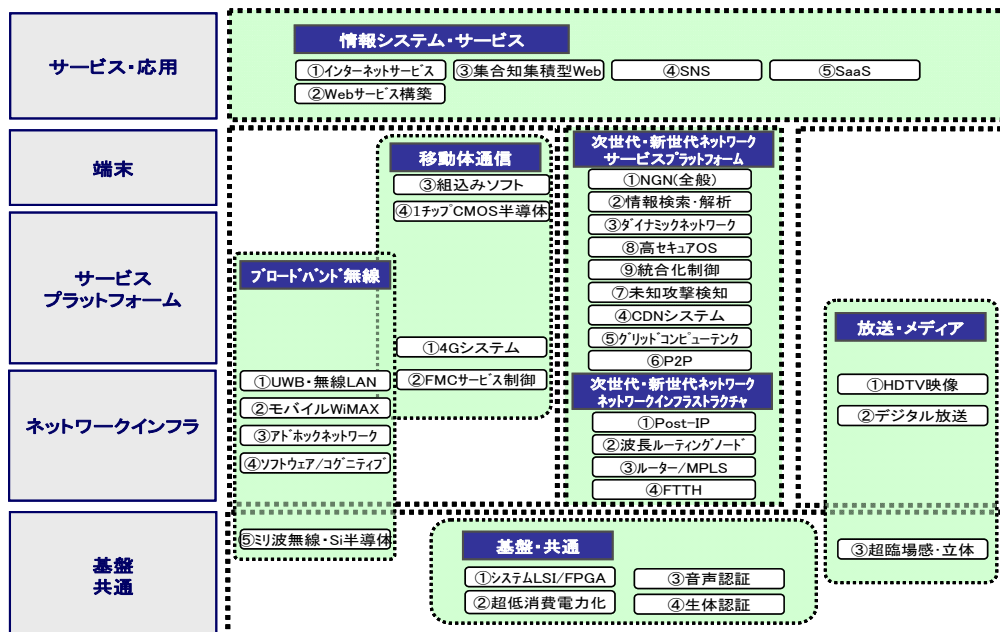 サービス・応用
情報システム・サービス
①インターネットサービス
③集合知集積型Web
④SNS
⑤SaaS
②Webサービス構築
端末
移動体通信
③組込みソフト
④1チップCMOS半導体
次世代・新世代ネットワーク
サービスプラットフォーム
①NGN(全般)
②情報検索・解析
③ダイナミックネットワーク
⑧高セキュアOS
⑨統合化制御
⑦未知攻撃検知
④CDNシステム
⑤グリッドコンピューテンク
⑥P2P
サービス
プラットフォーム
ブロードバンド無線
①4Gシステム
②FMCサービス制御
放送・メディア
①HDTV映像
②デジタル放送
③超臨場感・立体
ネットワークインフラ
①UWB・無線LAN
②モバイルWiMAX
③アドホックネットワーク
④ソフトウェア/コグニティブ
⑤ミリ波無線・Si半導体
次世代・新世代ネットワーク
ネットワークインフラストラクチャ
①Post-IP
②波長ルーティングノード
③ルーター/MPLS
④FTTH
基盤
共通
基盤・共通
①システムLSI/FPGA
③音声認証
②超低消費電力化
④生体認証